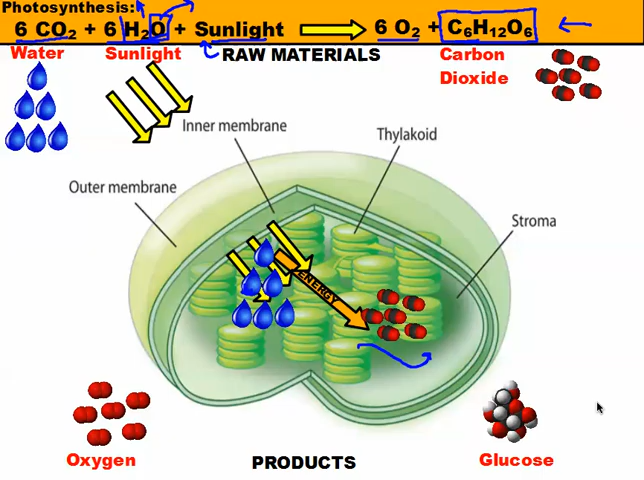 Photosynthesis:
6 CO₂ + 6 H₂O + Sunlight 6 O₂ + C₆H₁₂O₆
Water Sunlight RAW MATERIALS Carbon
Dioxide
Inner membrane
Thylakoid
Outer membrane
Stroma
ENERGY
Oxygen PRODUCTS Glucose